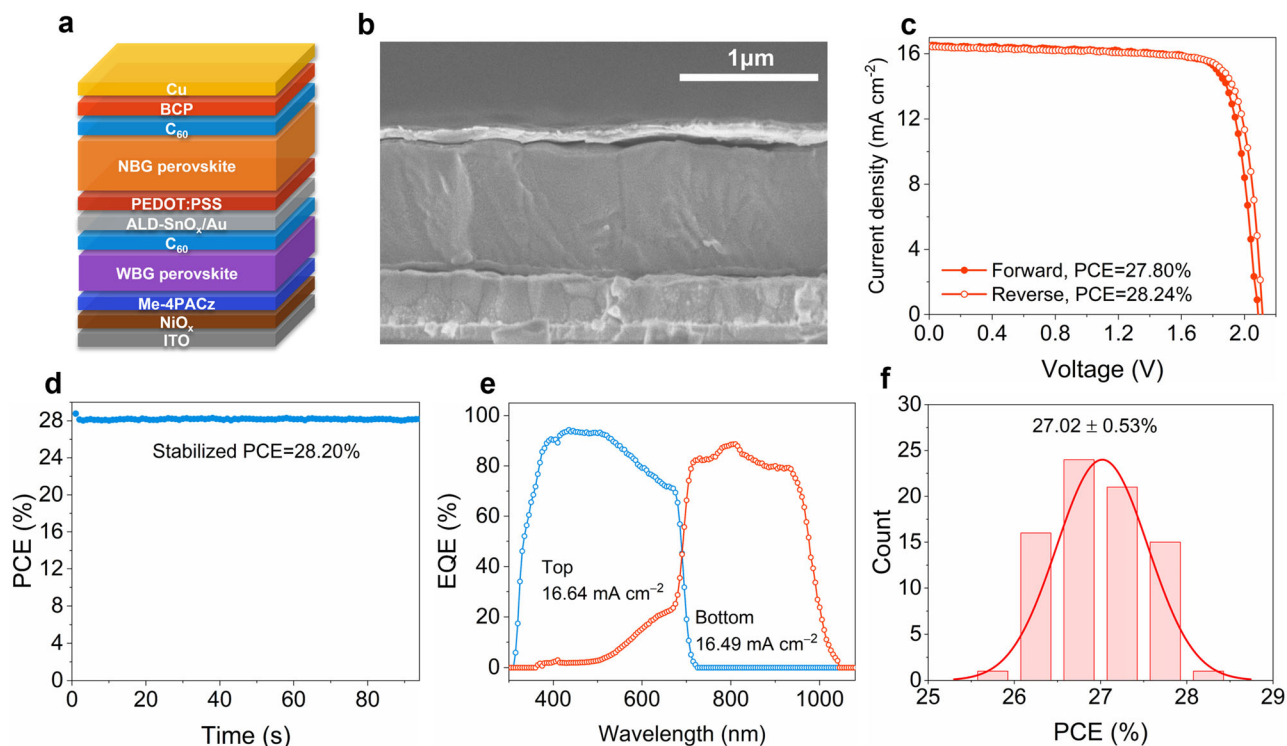 a
Cu
BCP
C₆₀
NBG perovskite
PEDOT:PSS
ALD-SnOₓ/Au
C₆₀
WBG perovskite
Me-4PACz
NiOₓ
ITO
b
1μm
c
Current density (mA cm⁻²)
16
12
8
4
0
Forward, PCE=27.80%
Reverse, PCE=28.24%
0.0 0.4 0.8 1.2 1.6 2.0
Voltage (V)
d
PCE (%)
28
24
20
16
12
8
4
0
Stabilized PCE=28.20%
0 20 40 60 80
Time (s)
e
EQE (%)
100
80
60
40
20
0
Top
16.64 mA cm⁻²
Bottom
16.49 mA cm⁻²
400 600 800 1000
Wavelength (nm)
f
Count
30
25
20
15
10
5
0
27.02 ± 0.53%
25 26 27 28 29
PCE (%)